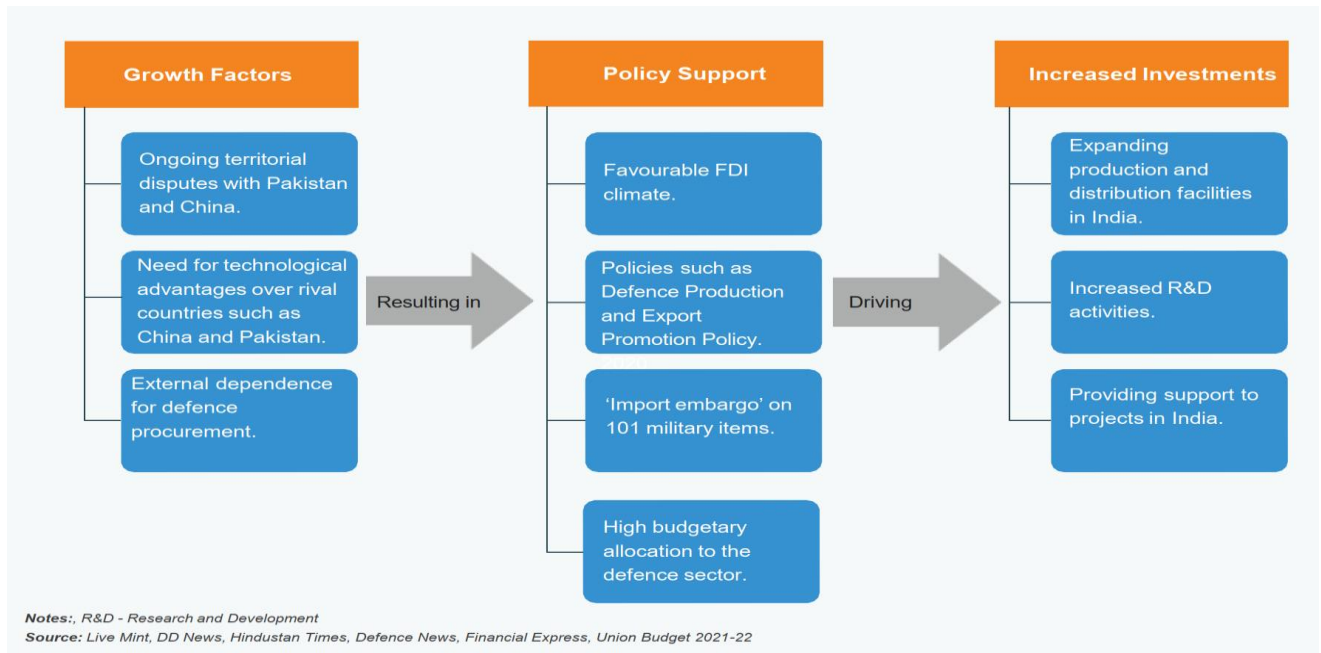 Growth Factors
Ongoing territorial
disputes with Pakistan
and China.
Need for technological
advantages over rival
countries such as
China and Pakistan.
External dependence
for defence
procurement.
Resulting in
Policy Support
Favourable FDI
climate.
Policies such as
Defence Production
and Export
Promotion Policy.
‘Import embargo’ on
101 military items.
High budgetary
allocation to the
defence sector.
Driving
Increased Investments
Expanding
production and
distribution facilities
in India.
Increased R&D
activities.
Providing support to
projects in India.
Notes:, R&D - Research and Development
Source: Live Mint, DD News, Hindustan Times, Defence News, Financial Express, Union Budget 2021-22